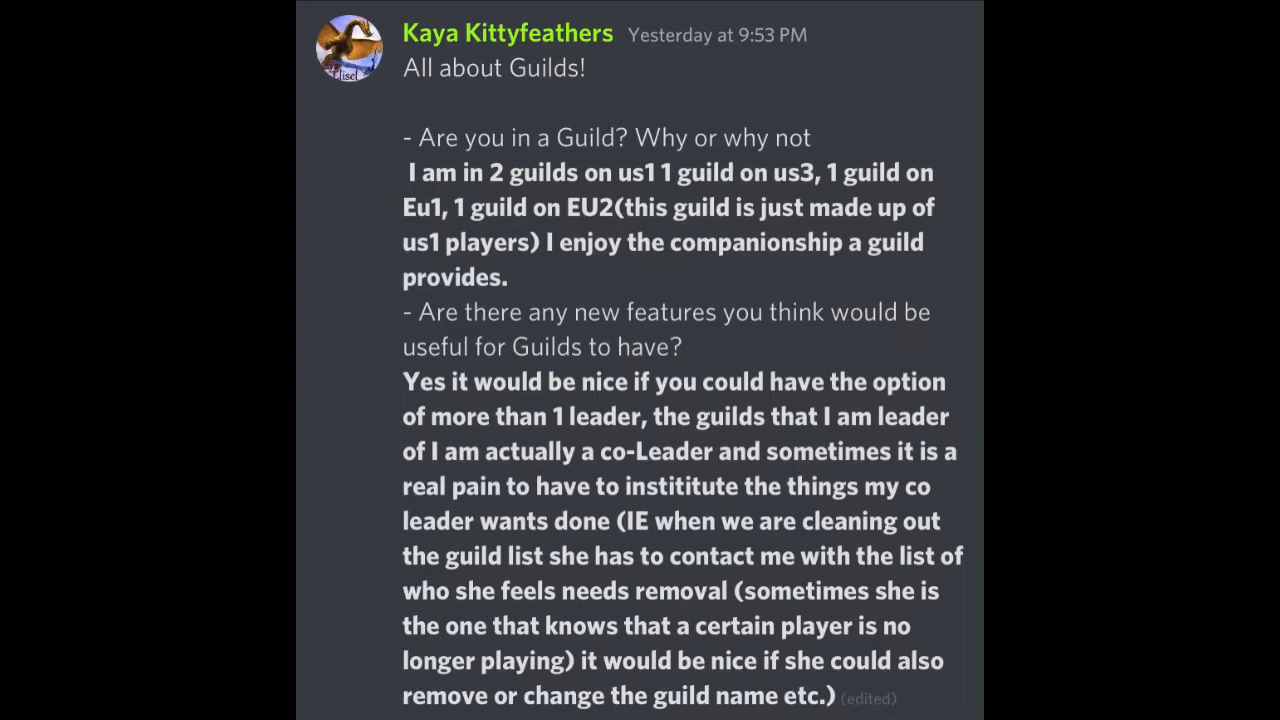 Kaya Kittyfeathers Yesterday at 9:53 PM
All about Guilds!
- Are you in a Guild? Why or why not
I am in 2 guilds on us1 1 guild on us3, 1 guild on
Eu1, 1 guild on EU2(this guild is just made up of
us1 players) I enjoy the companionship a guild
provides.
- Are there any new features you think would be
useful for Guilds to have?
Yes it would be nice if you could have the option
of more than 1 leader, the guilds that I am leader
of I am actually a co-Leader and sometimes it is a
real pain to have to instititute the things my co
leader wants done (IE when we are cleaning out
the guild list she has to contact me with the list of
who she feels needs removal (sometimes she is
the one that knows that a certain player is no
longer playing) it would be nice if she could also
remove or change the guild name etc.) (edited)